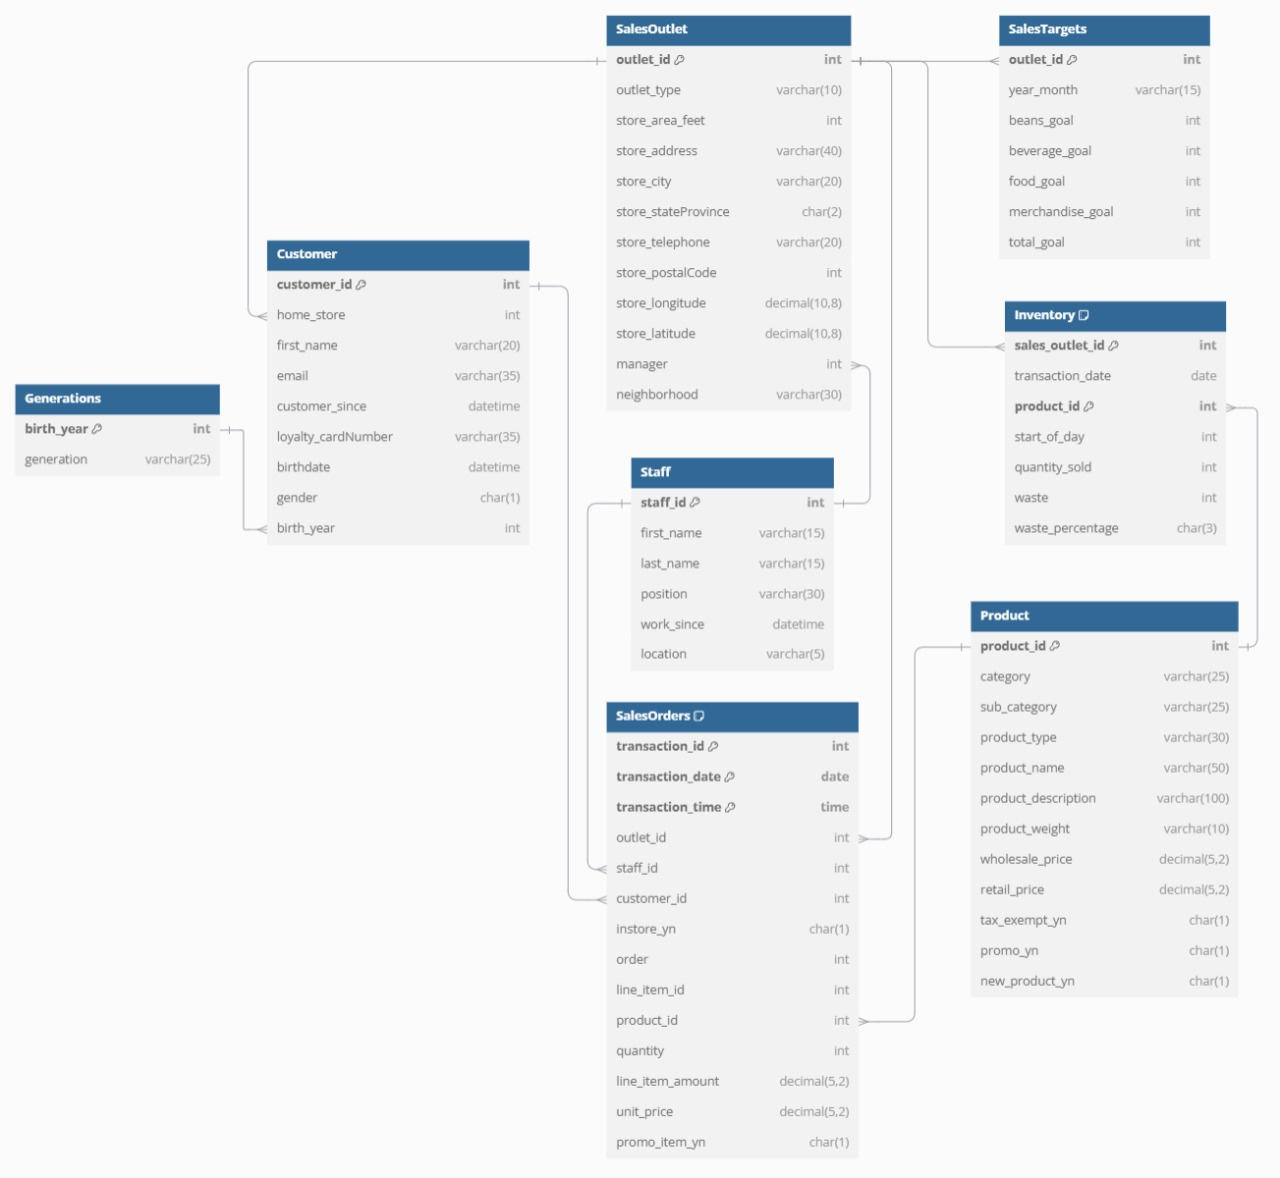 SalesOutlet
outlet_id int
outlet_type varchar(10)
store_area_feet int
store_address varchar(40)
store_city varchar(20)
store_stateProvince char(2)
store_telephone varchar(20)
store_postalCode int
store_longitude decimal(10,8)
store_latitude decimal(10,8)
manager int
neighborhood varchar(30)
SalesTargets
outlet_id int
year_month varchar(15)
beans_goal int
beverage_goal int
food_goal int
merchandise_goal int
total_goal int
Customer
customer_id int
home_store int
first_name varchar(20)
email varchar(35)
customer_since datetime
loyalty_cardNumber varchar(35)
birthdate datetime
gender char(1)
birth_year int
Inventory
sales_outlet_id int
transaction_date date
product_id int
start_of_day int
quantity_sold int
waste int
waste_percentage char(3)
Generations
birth_year int
generation varchar(25)
Staff
staff_id int
first_name varchar(15)
last_name varchar(15)
position varchar(30)
work_since datetime
location varchar(5)
Product
product_id int
category varchar(25)
sub_category varchar(25)
product_type varchar(30)
product_name varchar(50)
product_description varchar(100)
product_weight varchar(10)
wholesale_price decimal(5,2)
retail_price decimal(5,2)
tax_exempt_yn char(1)
promo_yn char(1)
new_product_yn char(1)
SalesOrders
transaction_id int
transaction_date date
transaction_time time
outlet_id int
staff_id int
customer_id int
instore_yn char(1)
order int
line_item_id int
product_id int
quantity int
line_item_amount decimal(5,2)
unit_price decimal(5,2)
promo_item_yn char(1)